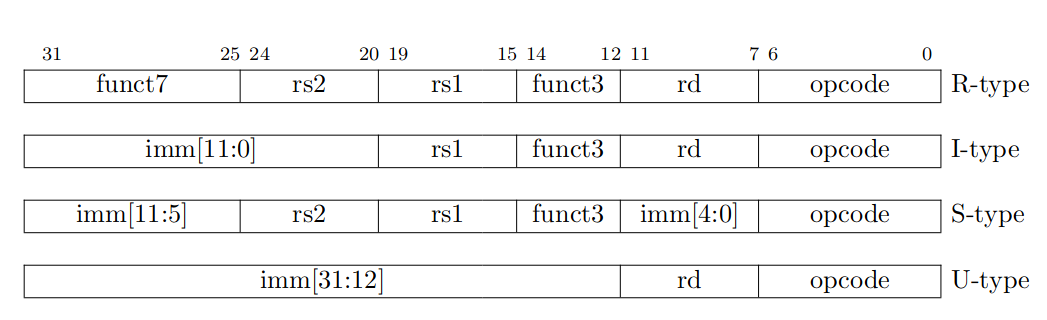 31 25 24 20 19 15 14 12 11 7 6 0
funct7 rs2 rs1 funct3 rd opcode R-type
imm[11:0] rs1 funct3 rd opcode I-type
imm[11:5] rs2 rs1 funct3 imm[4:0] opcode S-type
imm[31:12] rd opcode U-type